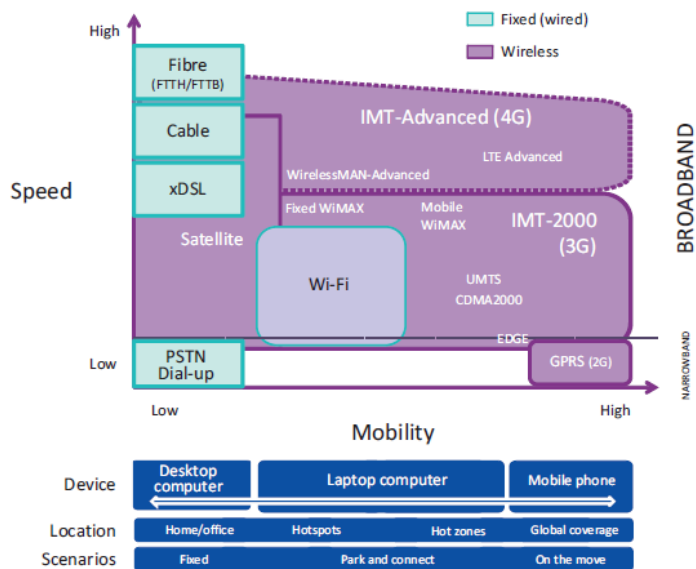 Fixed (wired)
Wireless
High
Fibre
(FTTH/FTTB)
Cable
xDSL
Speed
IMT-Advanced (4G)
LTE Advanced
WirelessMAN-Advanced
Fixed WiMAX
Mobile
WiMAX
IMT-2000
(3G)
Satellite
Wi-Fi
UMTS
CDMA2000
EDGE
BROADBAND
NARROWBAND
Low
PSTN
Dial-up
GPRS (2G)
Low
High
Mobility
Device
Desktop
computer
Laptop computer
Mobile phone
Location
Home/office
Hotspots
Hot zones
Global coverage
Scenarios
Fixed
Park and connect
On the move